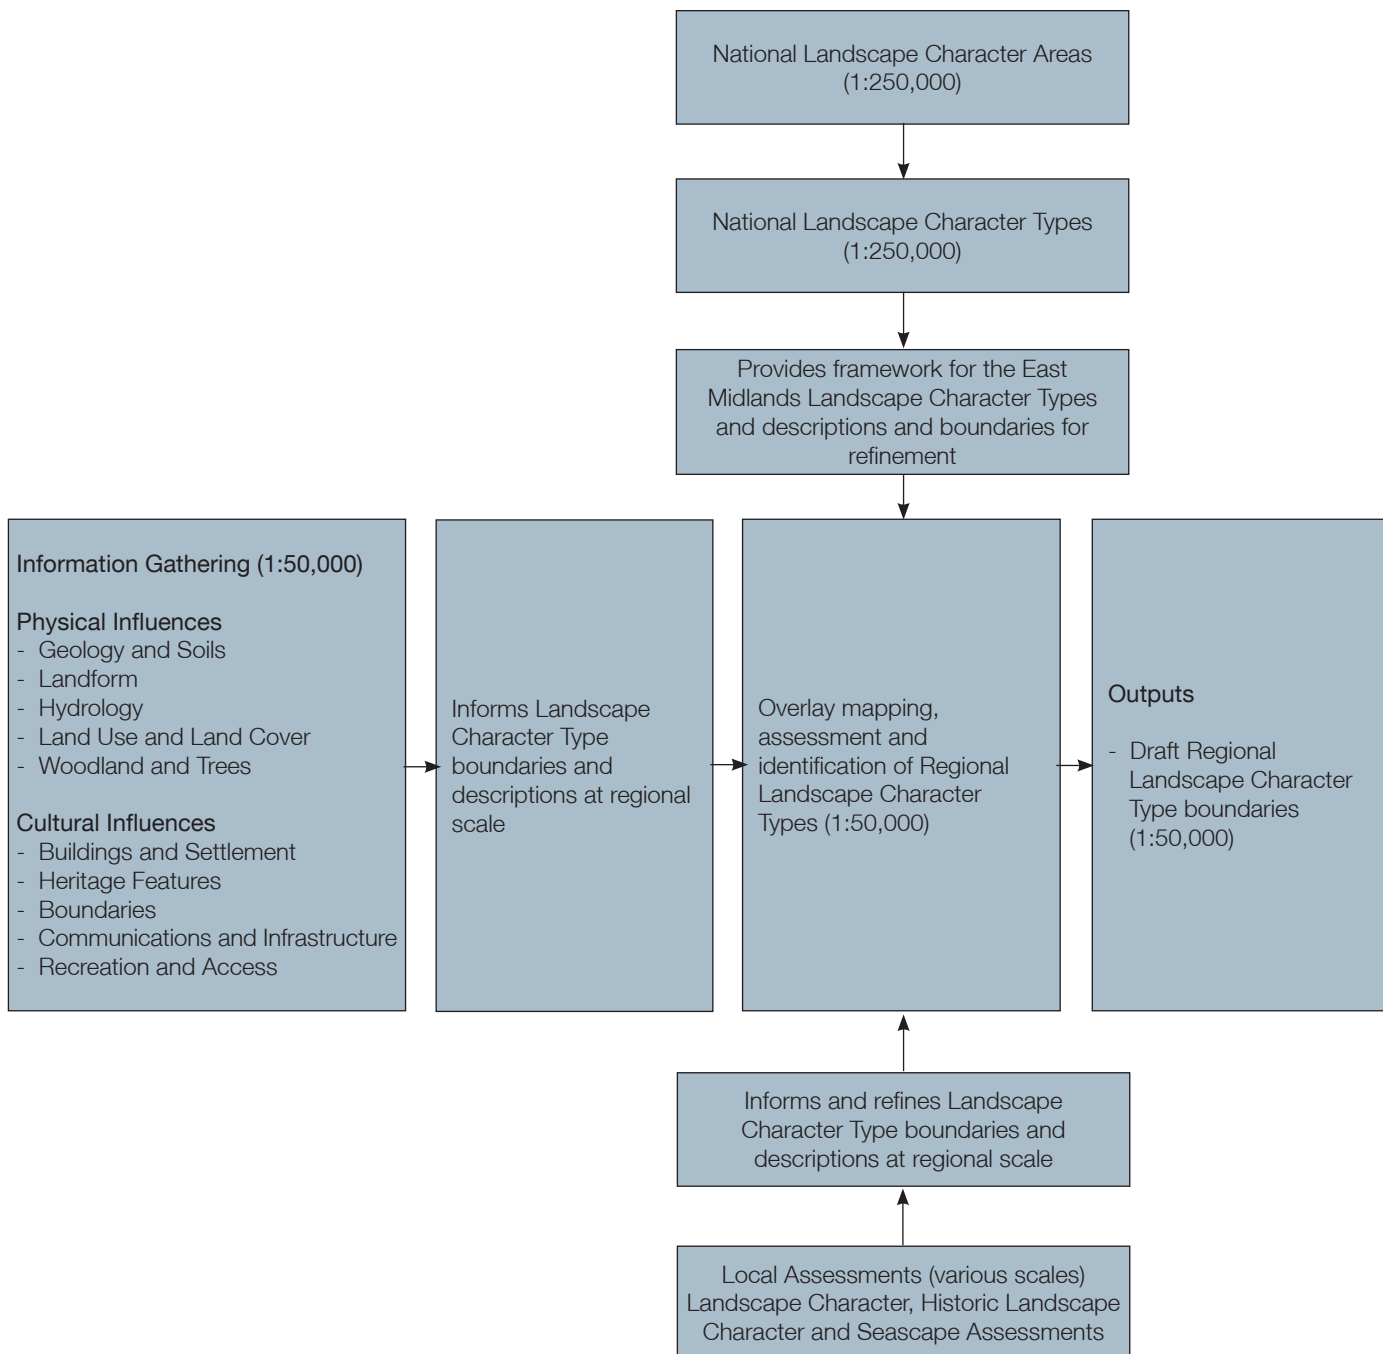 National Landscape Character Areas
(1:250,000)
National Landscape Character Types
(1:250,000)
Provides framework for the East
Midlands Landscape Character Types
and descriptions and boundaries for
refinement
Information Gathering (1:50,000)
Physical Influences
- Geology and Soils
- Landform
- Hydrology
- Land Use and Land Cover
- Woodland and Trees
Cultural Influences
- Buildings and Settlement
- Heritage Features
- Boundaries
- Communications and Infrastructure
- Recreation and Access
Informs Landscape
Character Type
boundaries and
descriptions at regional
scale
Overlay mapping,
assessment and
identification of Regional
Landscape Character
Types (1:50,000)
Outputs
- Draft Regional
Landscape Character
Type boundaries
(1:50,000)
Informs and refines Landscape
Character Type boundaries and
descriptions at regional scale
Local Assessments (various scales)
Landscape Character, Historic Landscape
Character and Seascape Assessments